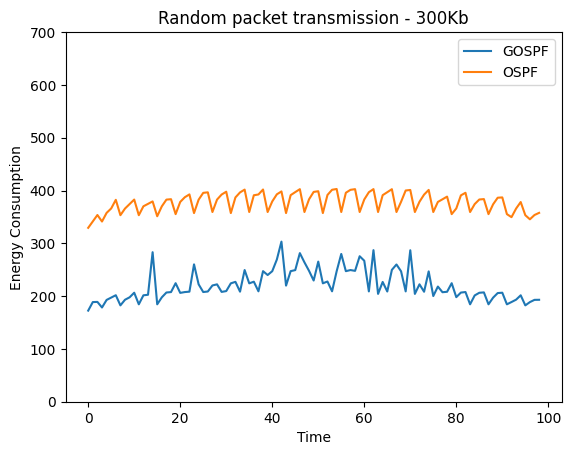 Random packet transmission - 300Kb
GOSPF
OSPF
700
600
500
400
300
200
100
0
Energy Consumption
0 20 40 60 80 100
Time